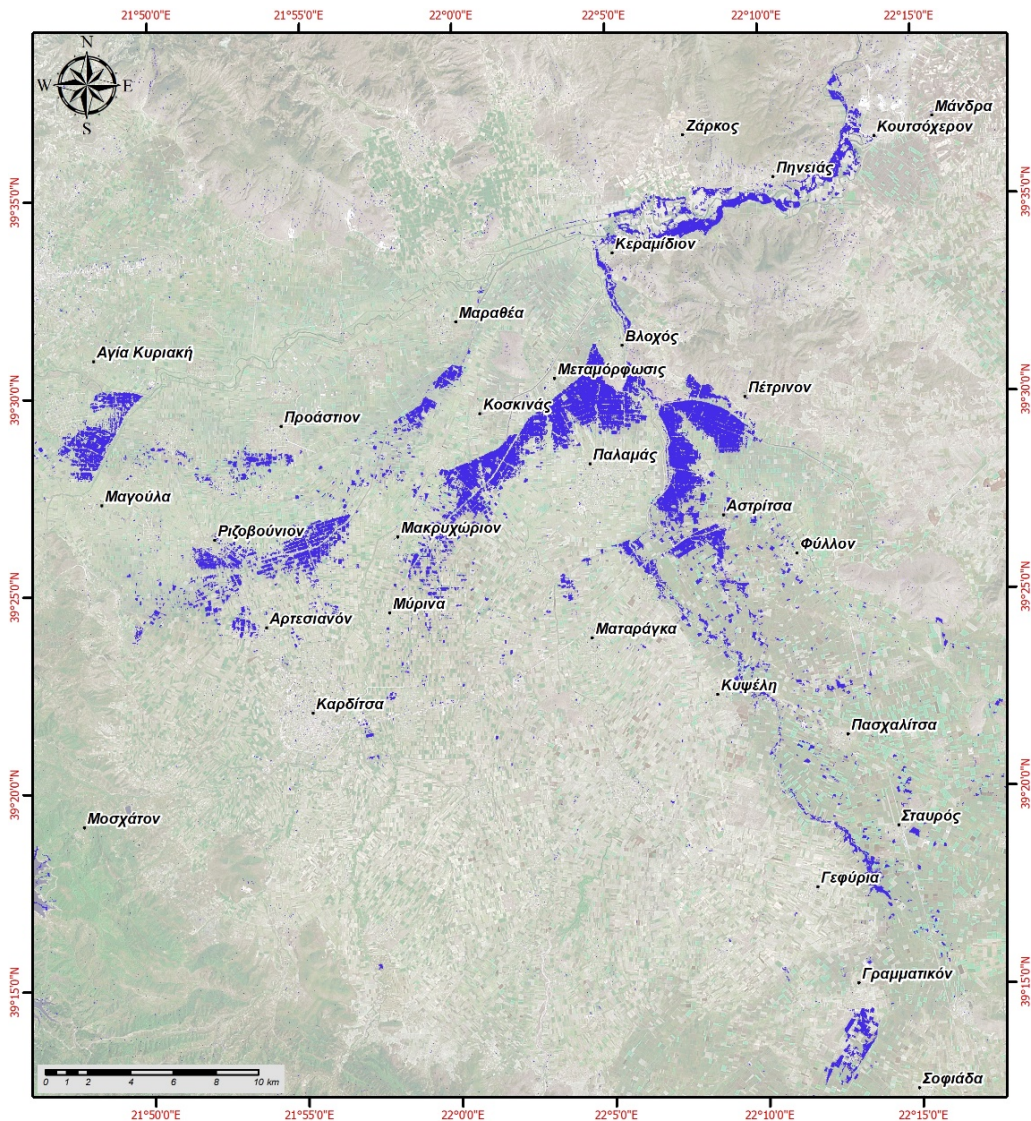 21°50'0"E 21°55'0"E 22°0'0"E 22°5'0"E 22°10'0"E 22°15'0"E
N
W E
S
Μάνδρα
Ζάρκος
Κουτσόχερον
Πηνειάς
39°35'0"N
39°35'0"N
Κεραμίδιον
Μαραθέα
Βλοχός
Αγία Κυριακή
Μεταμόρφωσις
Πέτρινον
39°30'0"N
39°30'0"N
Κοσκινάς
Προάστιον
Παλαμάς
Μαγούλα
Αστρίτσα
Ριζοβούνιον
Μακρυχώριον
Φύλλον
39°25'0"N
39°25'0"N
Μύρινα
Αρτεσιανόν
Ματαράγκα
Κυψέλη
Καρδίτσα
Πασχαλίτσα
39°20'0"N
39°20'0"N
Μοσχάτον
Σταυρός
Γεφύρια
39°15'0"N
39°15'0"N
Γραμματικόν
0 1 2 4 6 8 10 km
Σοφιάδα
21°50'0"E 21°55'0"E 22°0'0"E 22°5'0"E 22°10'0"E 22°15'0"E